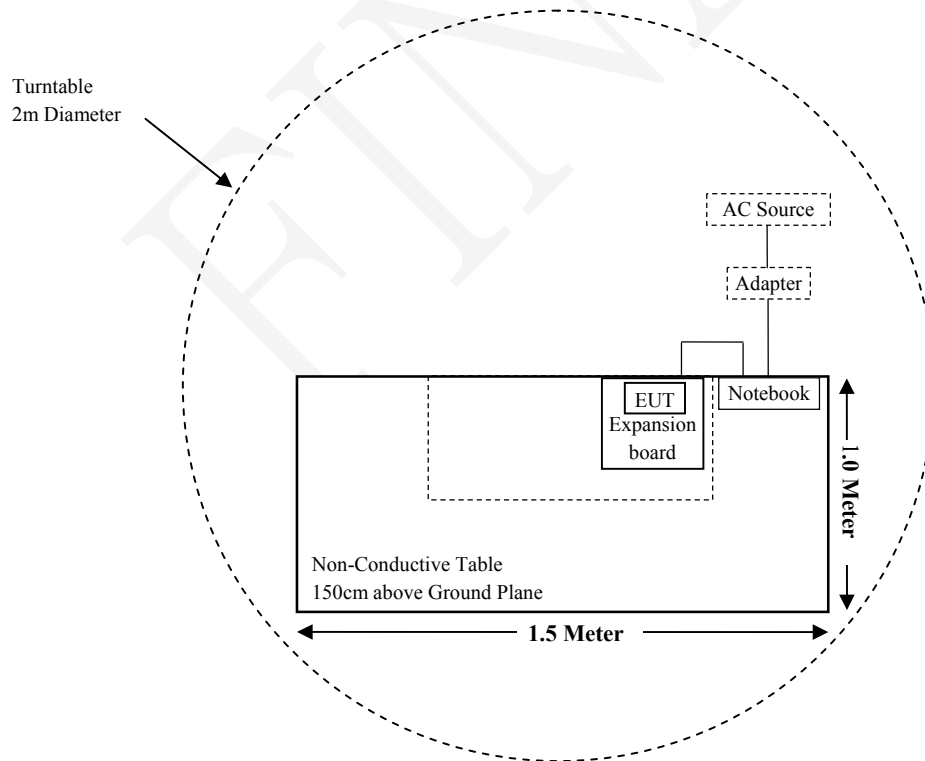 Turntable
2m Diameter
AC Source
Adapter
EUT
Notebook
Expansion
board
1.0 Meter
Non-Conductive Table
150cm above Ground Plane
1.5 Meter